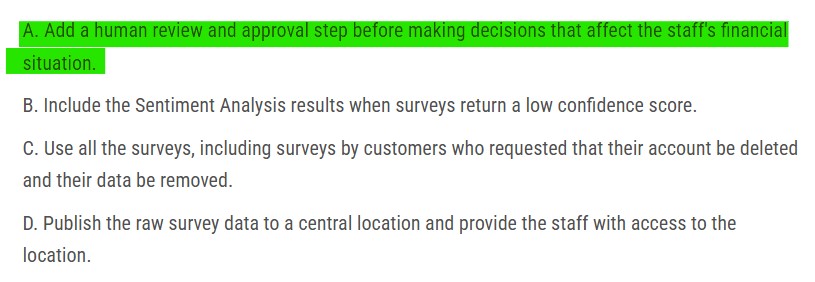 A. Add a human review and approval step before making decisions that affect the staff's financial
situation.
B. Include the Sentiment Analysis results when surveys return a low confidence score.
C. Use all the surveys, including surveys by customers who requested that their account be deleted
and their data be removed.
D. Publish the raw survey data to a central location and provide the staff with access to the
location.